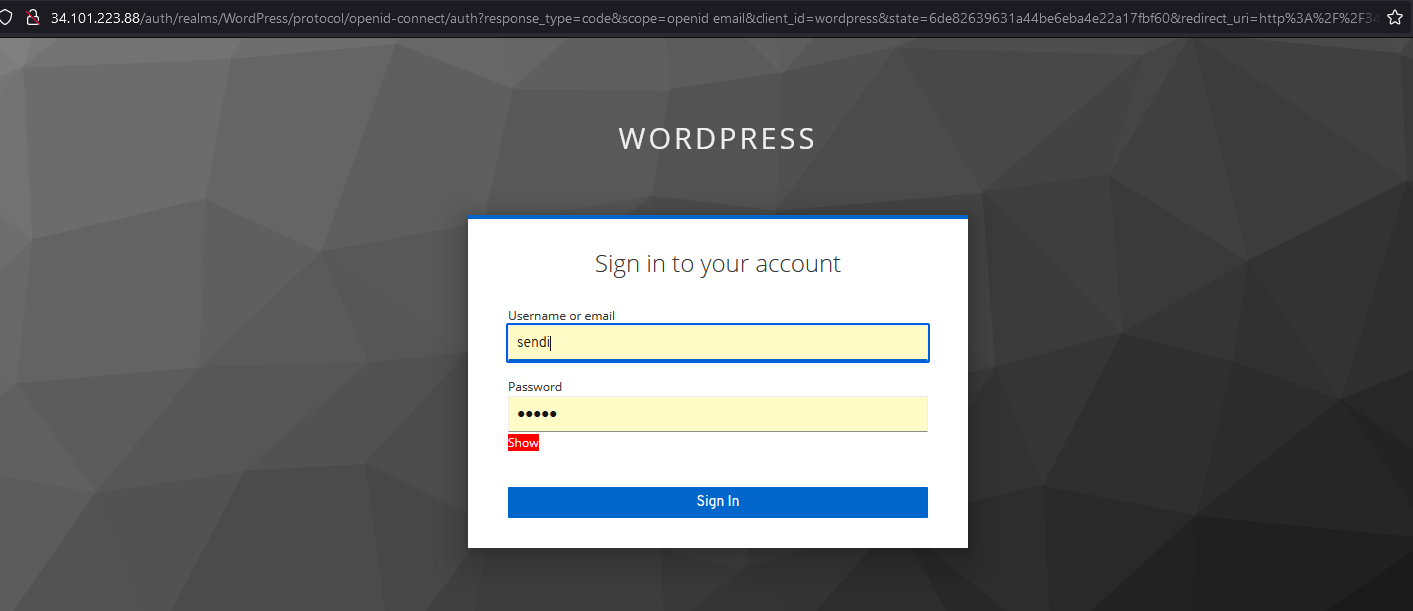 34.101.223.88/auth/realms/WordPress/protocol/openid-connect/auth?response_type=code&scope=openid email&client_id=wordpress&state=6de82639631a44be6eba4e22a17fbf60&redirect_uri=http%3A%2F%2F34
WORDPRESS
Sign in to your account
Username or email
sendi
Password
•••••
Show
Sign In